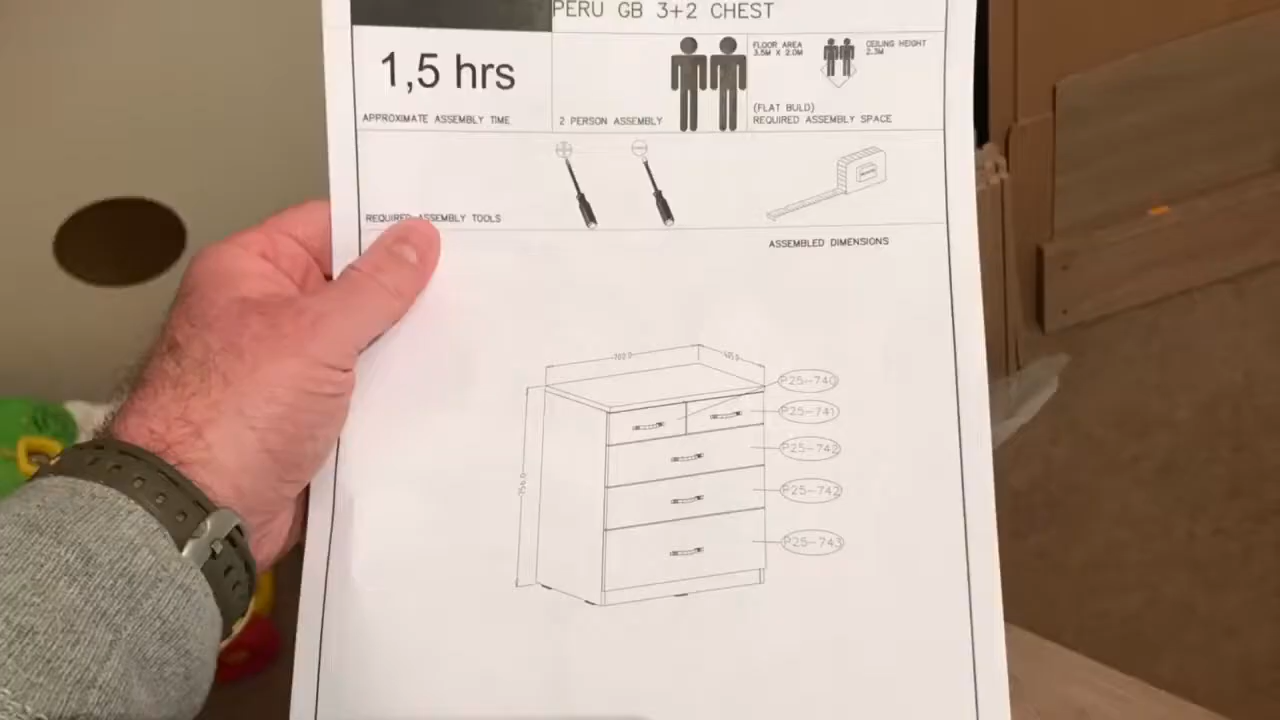 PERU GB 3+2 CHEST
1,5 hrs
APPROXIMATE ASSEMBLY TIME
2 PERSON ASSEMBLY
FLOOR AREA
3.5M X 2.0M
CEILING HEIGHT
2.3M
(FLAT BUILD)
REQUIRED ASSEMBLY SPACE
REQUIRED ASSEMBLY TOOLS
ASSEMBLED DIMENSIONS
P25-740
P25-741
P25-742
P25-742
P25-743